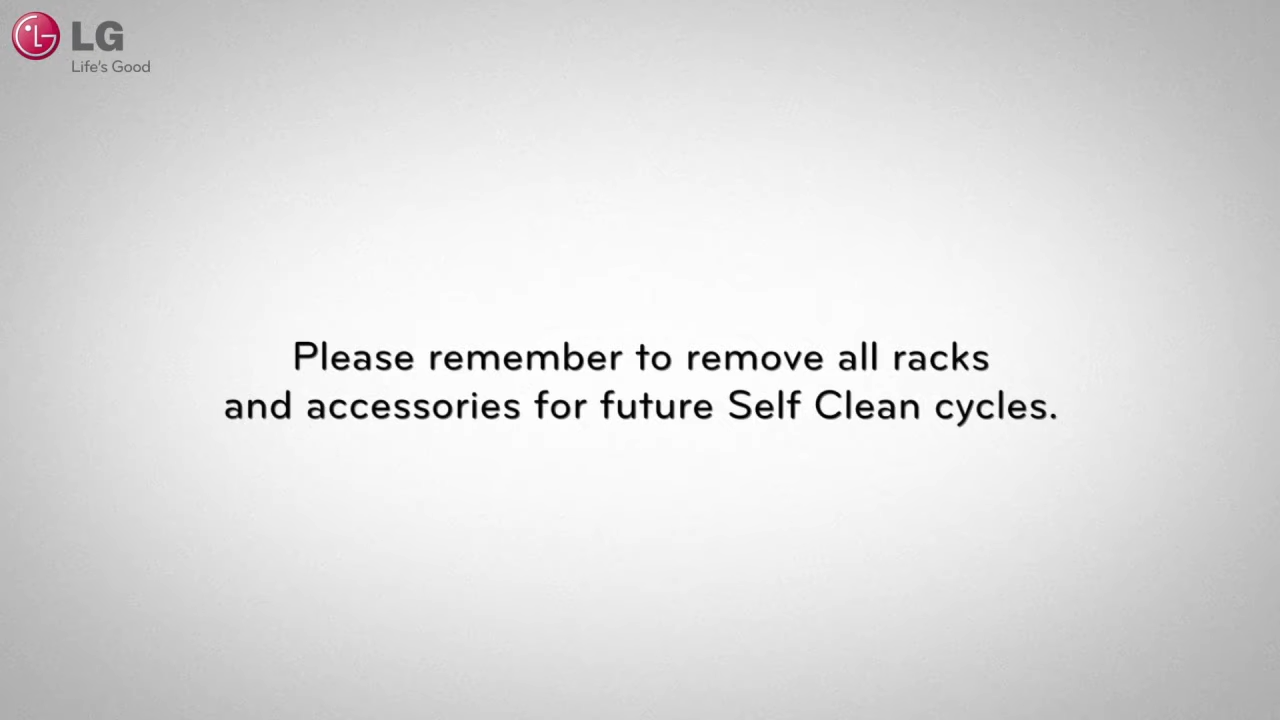 LG
Life's Good
Please remember to remove all racks
and accessories for future Self Clean cycles.